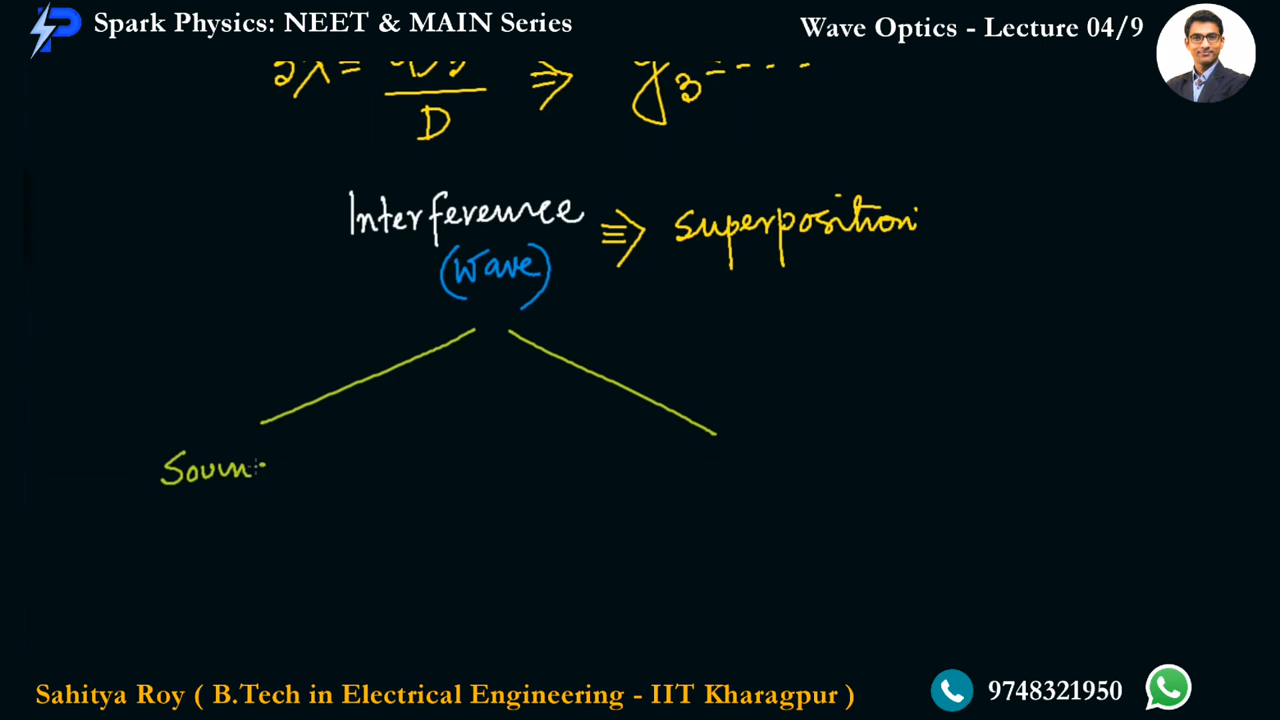 Spark Physics: NEET & MAIN Series
Wave Optics - Lecture 04/9
D
Interference ⇒ superposition
(wave)
Soun
Sahitya Roy ( B.Tech in Electrical Engineering - IIT Kharagpur )
9748321950